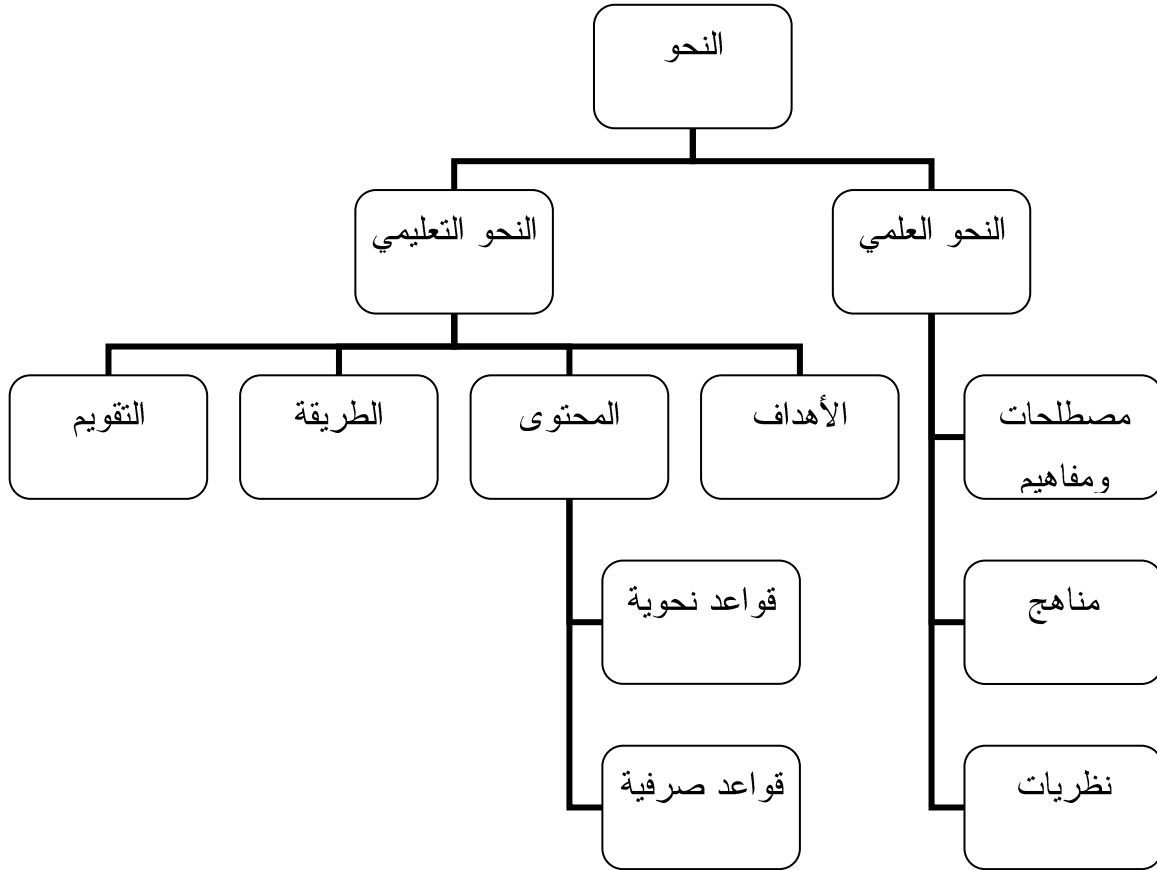 النحو
النحو العلمي
النحو التعليمي
مصطلحات
ومفاهيم
الأهداف
المحتوى
الطريقة
التقويم
مناهج
قواعد نحوية
نظريات
قواعد صرفية